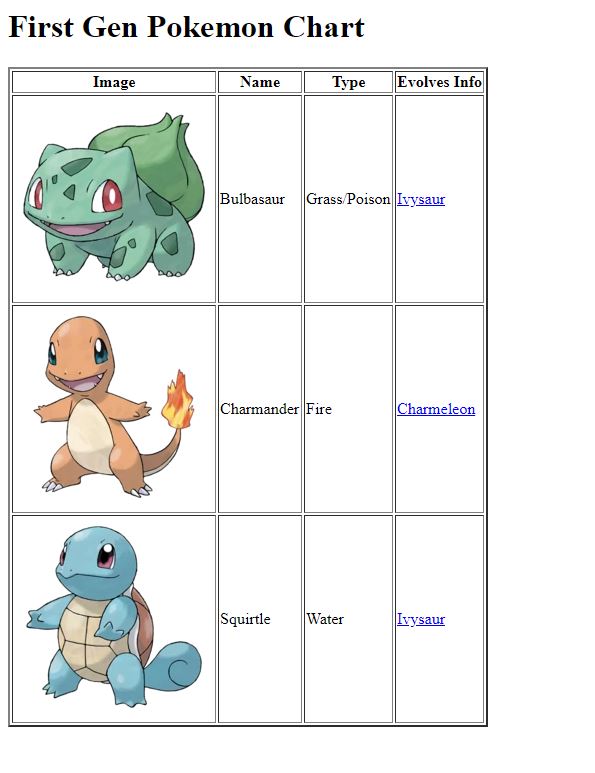 First Gen Pokemon Chart
Image Name Type Evolves Info
Bulbasaur Grass/Poison Ivysaur
Charmander Fire Charmeleon
Squirtle Water Ivysaur